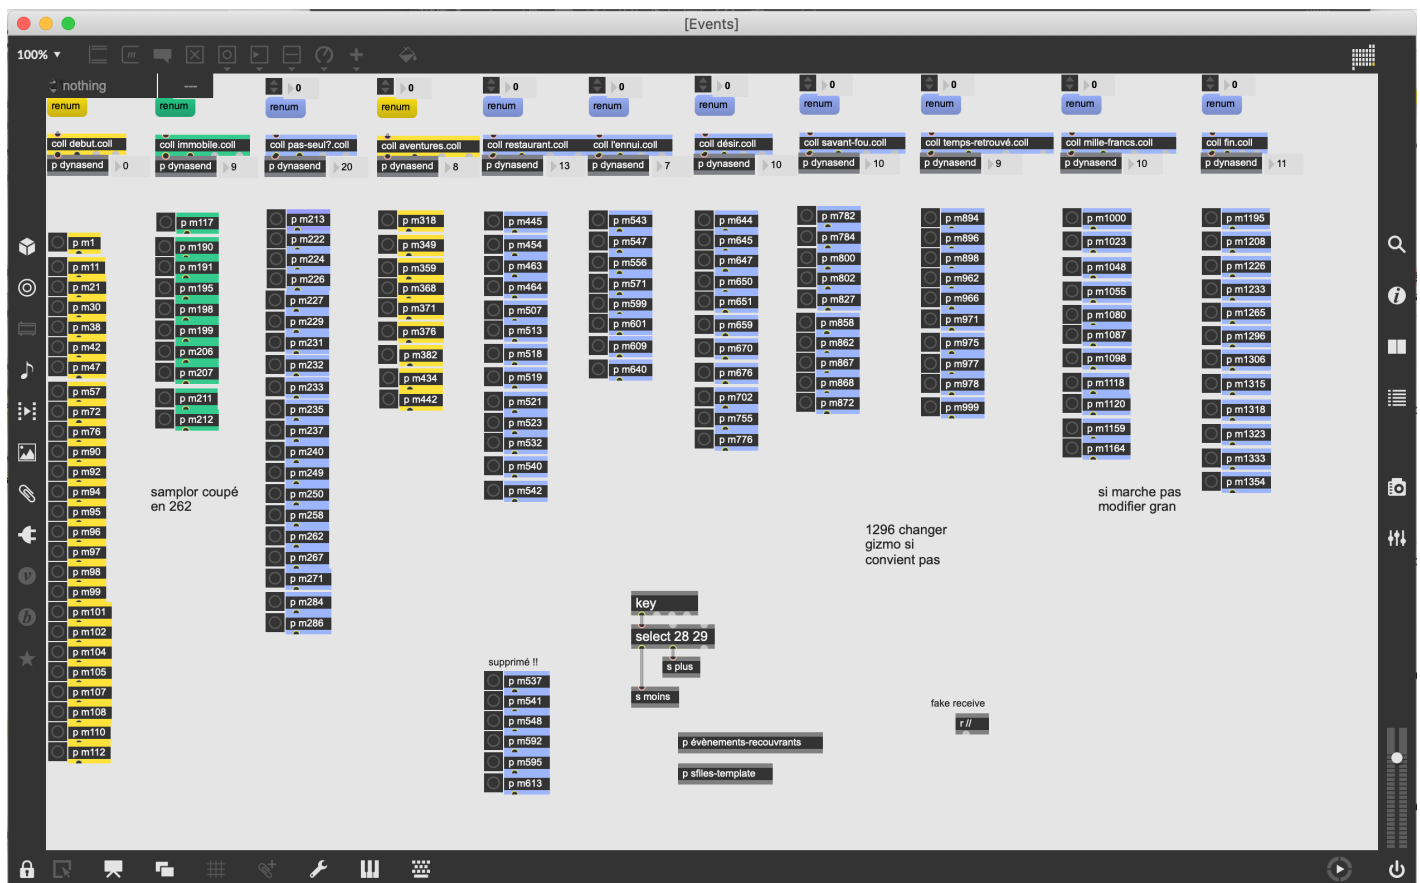 [Events]
100%
nothing
---
0
0
0
0
0
0
0
0
0
renum
renum
renum
renum
renum
renum
renum
renum
renum
renum
renum
coll debut.coll
coll immobile.coll
coll pas-seul?.coll
coll aventures.coll
coll restaurant.coll
coll l'ennui.coll
coll désir.coll
coll savant-fou.coll
coll temps-retrouvé.coll
coll mille-francs.coll
coll fin.coll
p dynasend
0
p dynasend
9
p dynasend
20
p dynasend
8
p dynasend
13
p dynasend
7
p dynasend
10
p dynasend
10
p dynasend
9
p dynasend
10
p dynasend
11
p m1
p m11
p m21
p m30
p m38
p m42
p m47
p m57
p m72
p m76
p m90
p m92
p m94
p m95
p m96
p m97
p m98
p m99
p m101
p m102
p m104
p m105
p m107
p m108
p m110
p m112
p m117
p m190
p m191
p m195
p m198
p m199
p m206
p m207
p m211
p m212
samplor coupé
en 262
p m213
p m222
p m224
p m226
p m227
p m229
p m231
p m232
p m233
p m235
p m237
p m240
p m249
p m250
p m258
p m262
p m267
p m271
p m284
p m286
p m318
p m349
p m359
p m368
p m371
p m376
p m382
p m434
p m442
p m445
p m454
p m463
p m464
p m507
p m513
p m518
p m519
p m521
p m523
p m532
p m540
p m542
supprimé !!
p m537
p m541
p m548
p m592
p m595
p m613
p m543
p m547
p m556
p m571
p m599
p m601
p m609
p m640
p m644
p m645
p m647
p m650
p m651
p m659
p m670
p m676
p m702
p m755
p m776
key
select 28 29
s plus
s moins
p évènements-recouvrants
p sfiles-template
p m782
p m784
p m800
p m802
p m827
p m858
p m862
p m867
p m868
p m872
1296 changer
gizmo si
convient pas
p m894
p m896
p m898
p m962
p m966
p m971
p m975
p m977
p m978
p m999
fake receive
r //
p m1000
p m1023
p m1048
p m1055
p m1080
p m1087
p m1098
p m1118
p m1120
p m1159
p m1164
si marche pas
modifier gran
p m1195
p m1208
p m1226
p m1233
p m1265
p m1296
p m1306
p m1315
p m1318
p m1323
p m1333
p m1354